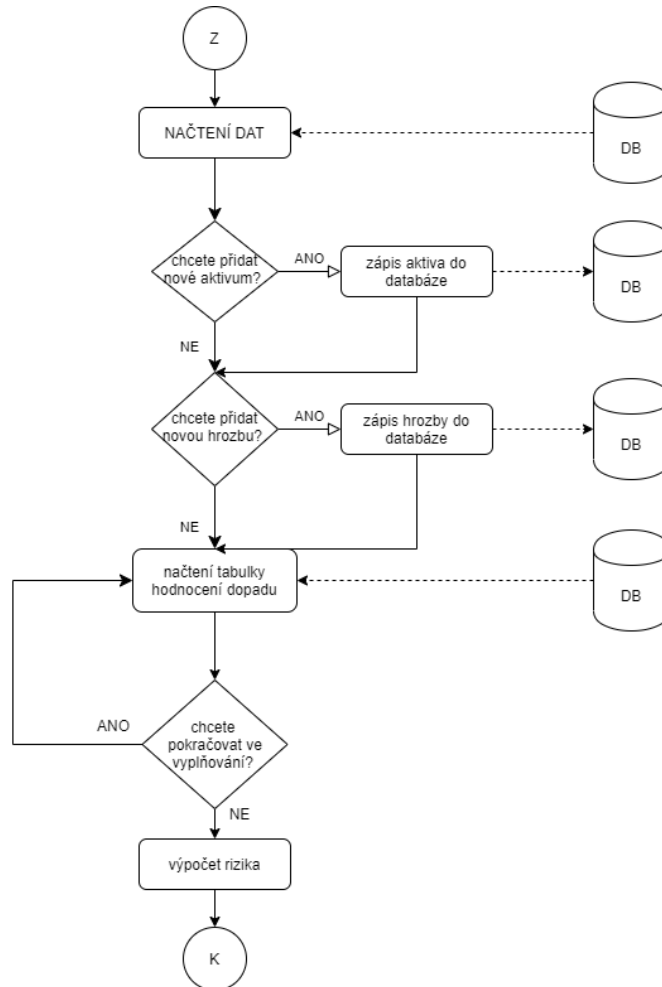 Z
NAČTENÍ DAT
DB
chcete přidat
nové aktivum?
ANO
zápis aktiva do
databáze
DB
NE
chcete přidat
novou hrozbu?
ANO
zápis hrozby do
databáze
DB
NE
načtení tabulky
hodnocení dopadu
DB
ANO
chcete
pokračovat ve
vyplňování?
NE
výpočet rizika
K